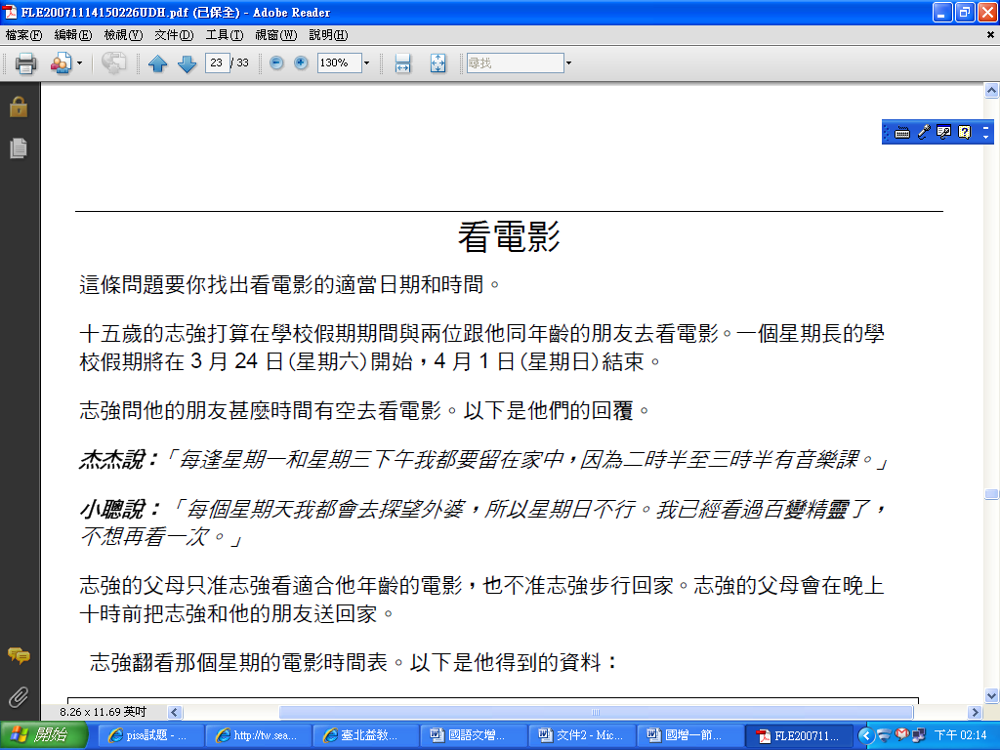 FLE20071114150226UDH.pdf (已保全) - Adobe Reader
檔案(F) 編輯(E) 檢視(V) 文件(D) 工具(T) 視窗(W) 說明(H)
23 / 33 130% 尋找
看電影
這條問題要你找出看電影的適當日期和時間。
十五歲的志強打算在學校假期期間與兩位跟他同年齡的朋友去看電影。一個星期長的學
校假期將在 3 月 24 日(星期六)開始，4 月 1 日(星期日)結束。
志強問他的朋友甚麼時間有空去看電影。以下是他們的回覆。
杰杰說：「每逢星期一和星期三下午我都要留在家中，因為二時半至三時半有音樂課。」
小聰說：「每個星期天我都會去探望外婆，所以星期日不行。我已經看過百變精靈了，
不想再看一次。」
志強的父母只准志強看適合他年齡的電影，也不准志強步行回家。志強的父母會在晚上
十時前把志強和他的朋友送回家。
志強翻看那個星期的電影時間表。以下是他得到的資料：
8.26 x 11.69 英吋
開始 pisa試題 - ... http://tw.sea... 臺北益教... 國語文增... 文件2 - Mic... 國增一節... FLE200711... 下午 02:14